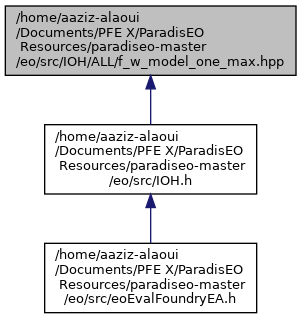 /home/aaziz-alaoui
/Documents/PFE X/ParadisEO
Resources/paradiseo-master
/eo/src/IOH/ALL/f_w_model_one_max.hpp
/home/aaziz-alaoui
/Documents/PFE X/ParadisEO
Resources/paradiseo-master
/eo/src/IOH.h
/home/aaziz-alaoui
/Documents/PFE X/ParadisEO
Resources/paradiseo-master
/eo/src/eoEvalFoundryEA.h